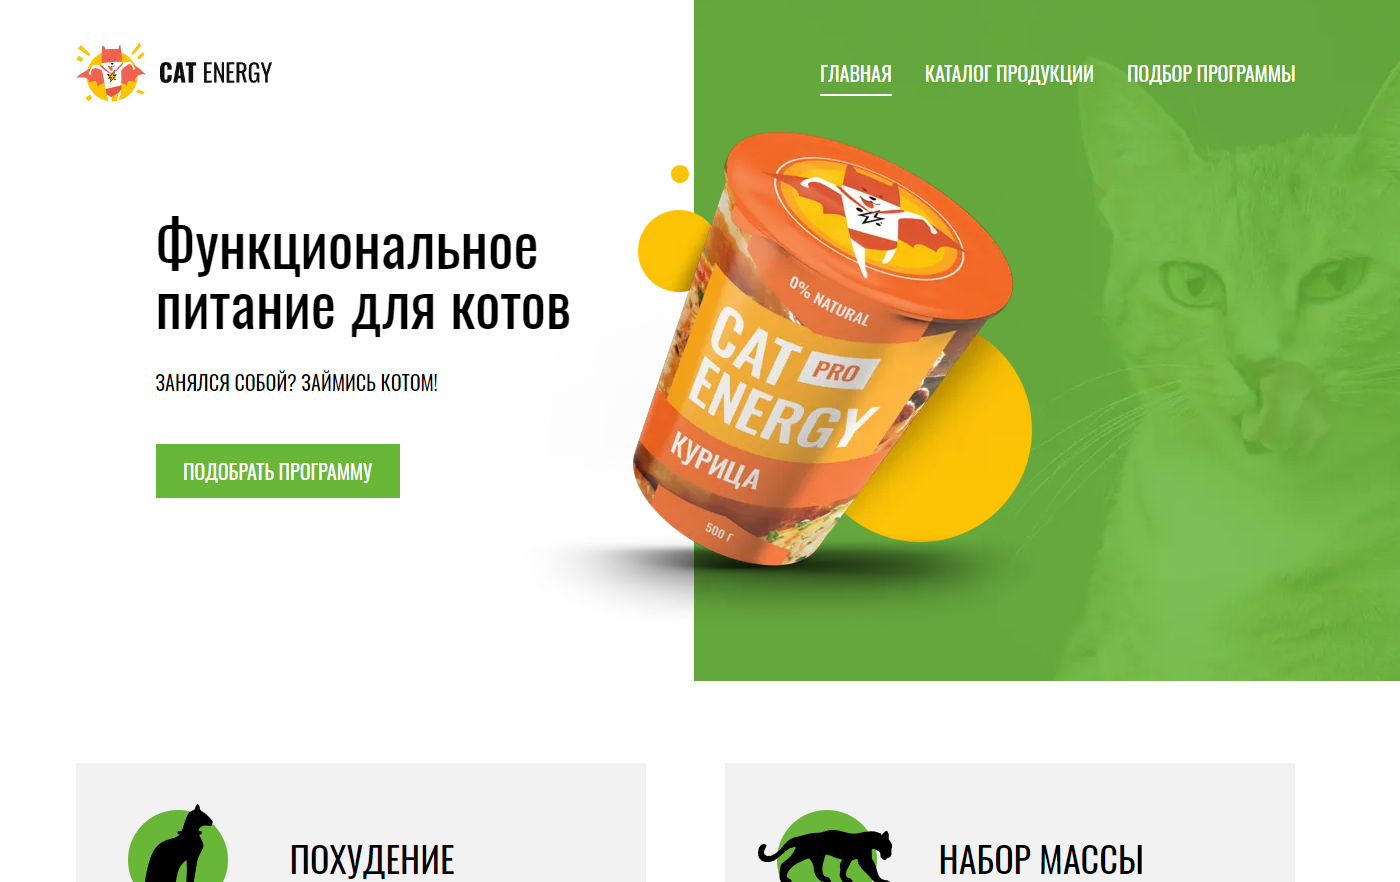 CAT ENERGY
ГЛАВНАЯ
КАТАЛОГ ПРОДУКЦИИ
ПОДБОР ПРОГРАММЫ
Функциональное
питание для котов
ЗАНЯЛСЯ СОБОЙ? ЗАЙМИСЬ КОТОМ!
ПОДОБРАТЬ ПРОГРАММУ
0% NATURAL
CAT PRO
ENERGY
КУРИЦА
500 Г
ПОХУДЕНИЕ
НАБОР МАССЫ